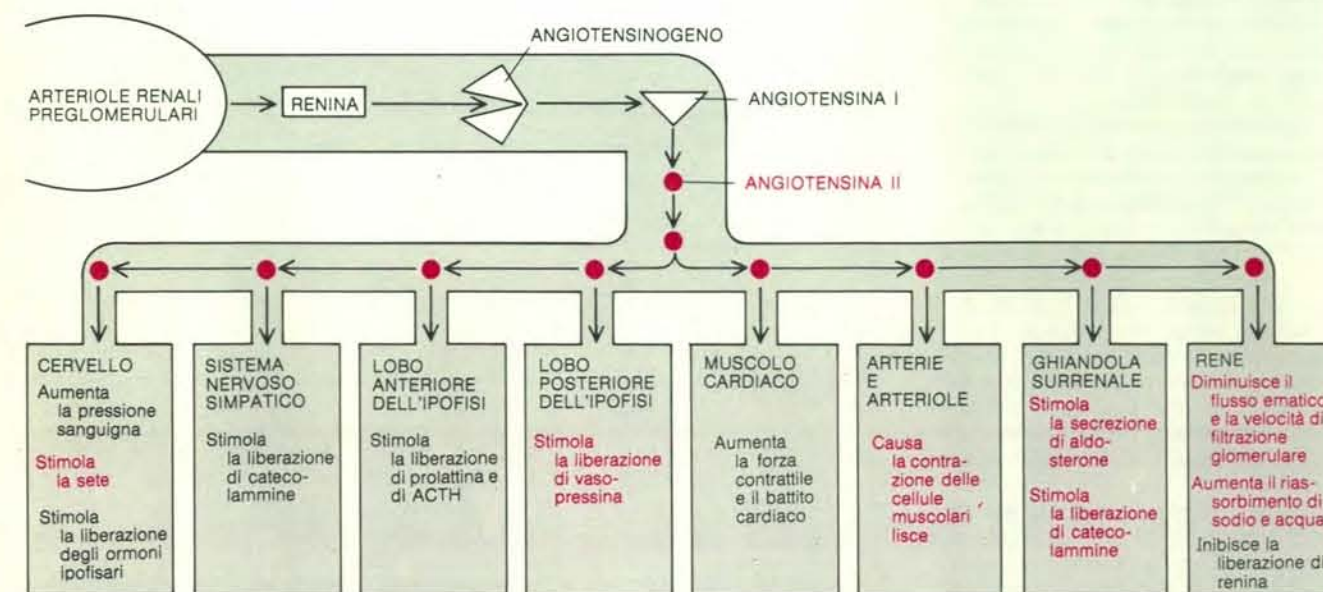 ANGIOTENSINOGENO
ARTERIOLE RENALI
PREGLOMERULARI
RENINA
ANGIOTENSINA I
ANGIOTENSINA II
CERVELLO
Aumenta
la pressione
sanguigna
Stimola
la sete
Stimola
la liberazione
degli ormoni
ipofisari
SISTEMA
NERVOSO
SIMPATICO
Stimola
la liberazione
di cateco-
lammine
LOBO
ANTERIORE
DELL'IPOFISI
Stimola
la liberazione
di prolattina e
di ACTH
LOBO
POSTERIORE
DELL'IPOFISI
Stimola
la liberazione
di vaso-
pressina
MUSCOLO
CARDIACO
Aumenta
la forza
contrattile
e il battito
cardiaco
ARTERIE
E
ARTERIOLE
Causa
la contra-
zione delle
cellule
muscolari
lisce
GHIANDOLA
SURRENALE
Stimola
la secrezione
di aldo-
sterone
Stimola
la liberazione
di cateco-
lammine
RENE
Diminuisce il
flusso ematico
e la velocità di
filtrazione
glomerulare
Aumenta il rias-
sorbimento di
sodio e acqua
Inibisce la
liberazione di
renina